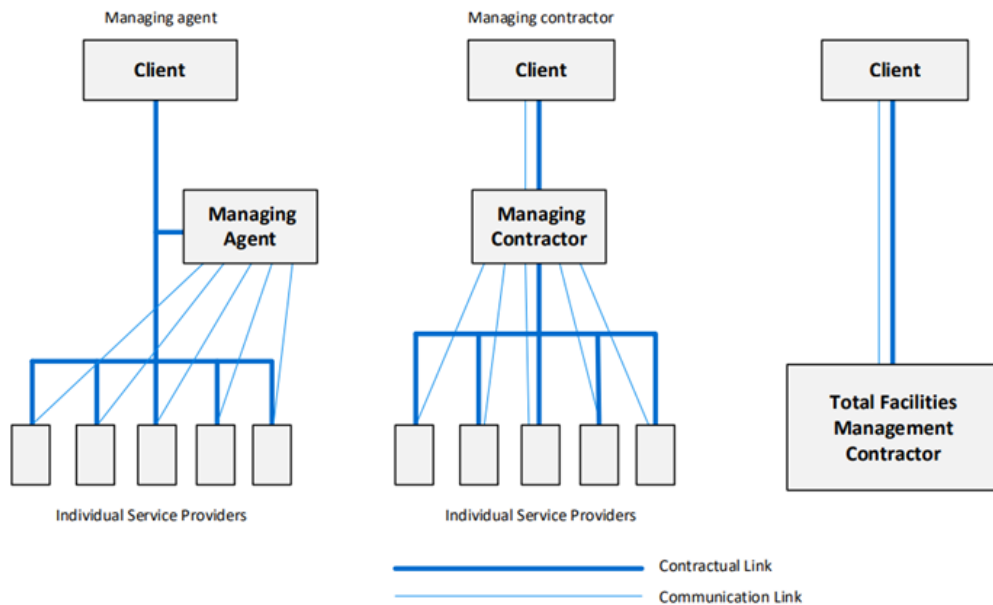 Managing agent
Managing contractor
Client
Client
Client
Managing
Agent
Managing
Contractor
Total Facilities
Management
Contractor
Individual Service Providers
Individual Service Providers
Contractual Link
Communication Link